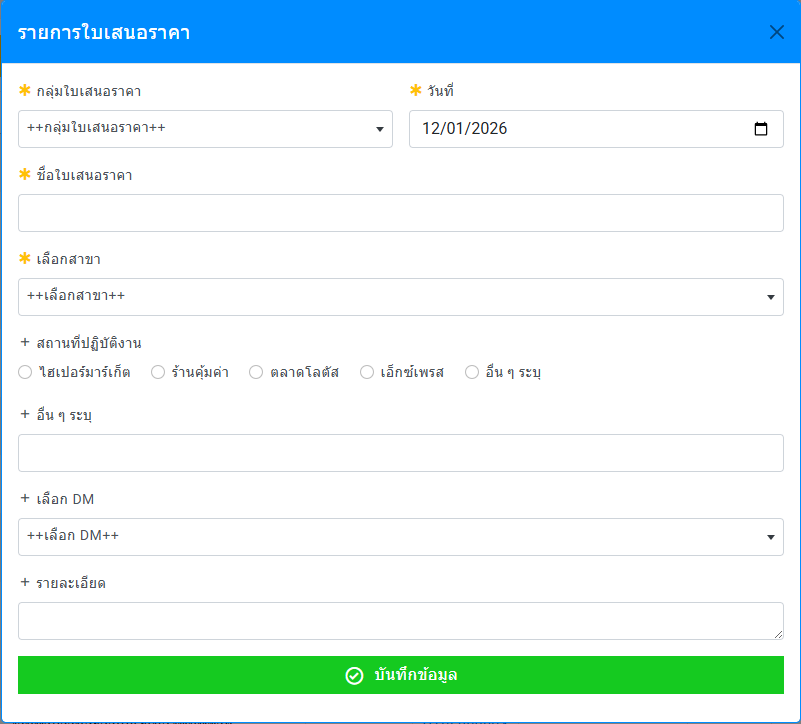 รายการใบเสนอราคา
✱ กลุ่มใบเสนอราคา ✱ วันที่
++กลุ่มใบเสนอราคา++ 12/01/2026
✱ ชื่อใบเสนอราคา
✱ เลือกสาขา
++เลือกสาขา++
+ สถานที่ปฏิบัติงาน
ไฮเปอร์มาร์เก็ต ร้านคุ้มค่า ตลาดโลตัส เอ็กซ์เพรส อื่น ๆ ระบุ
+ อื่น ๆ ระบุ
+ เลือก DM
++เลือก DM++
+ รายละเอียด
บันทึกข้อมูล